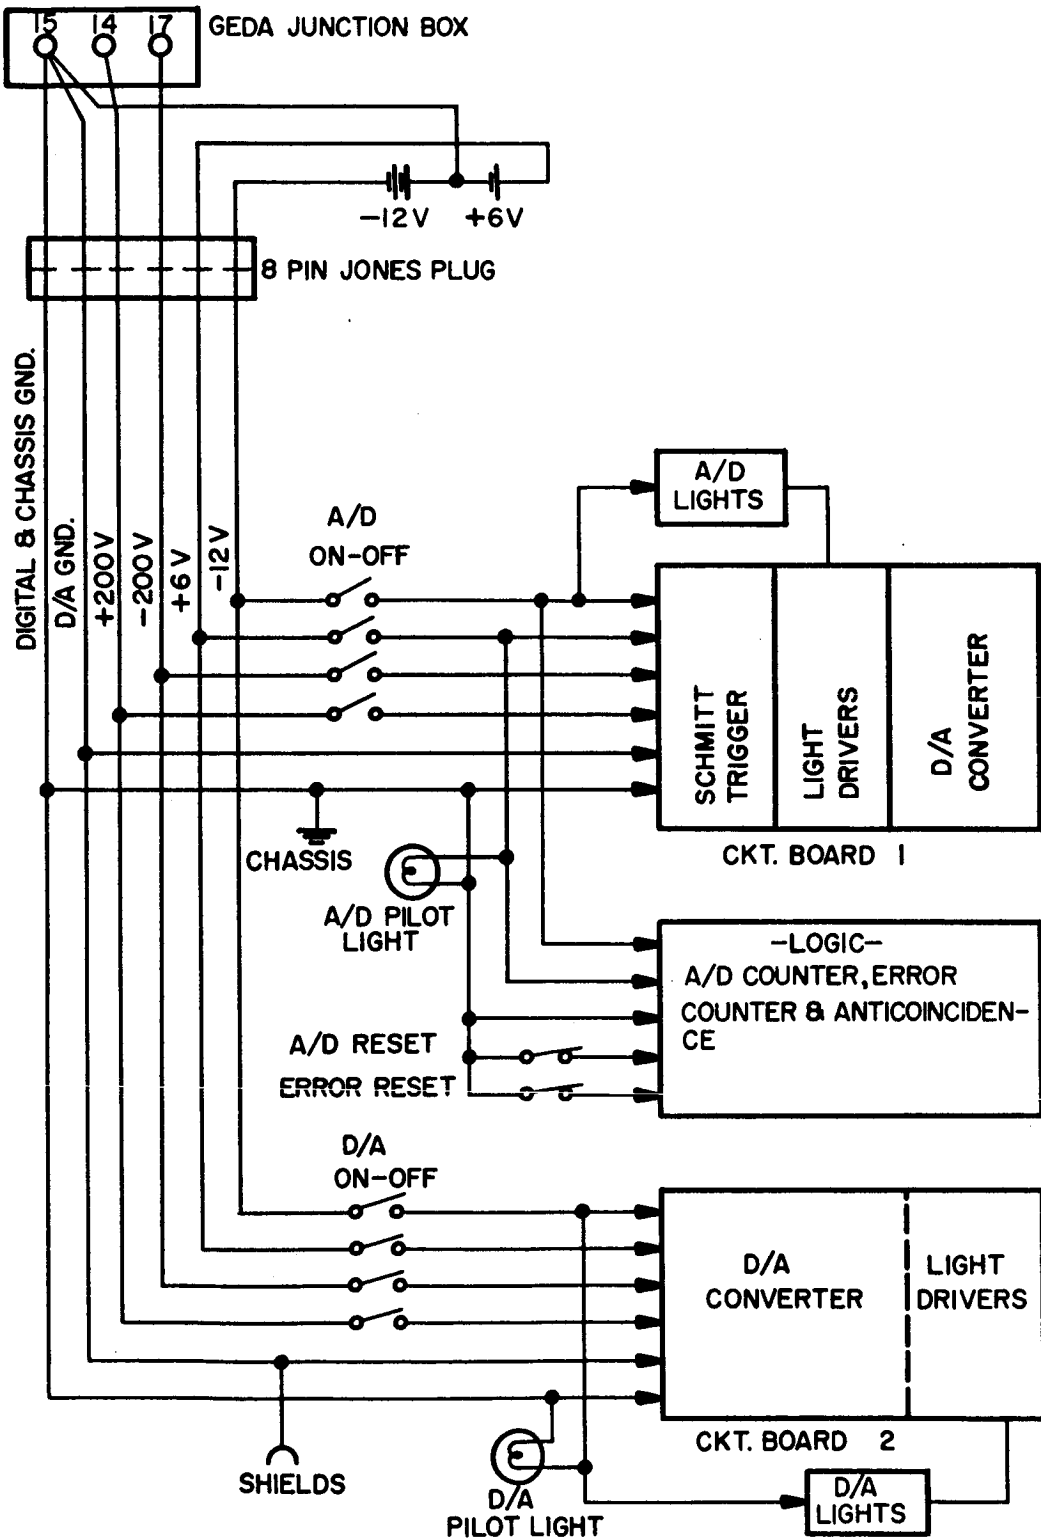 15 14 17 GEDA JUNCTION BOX
-12V +6V
8 PIN JONES PLUG
DIGITAL & CHASSIS GND.
D/A GND.
+200V
-200V
+6V
-12V
A/D
ON-OFF
A/D
LIGHTS
SCHMITT
TRIGGER
LIGHT
DRIVERS
D/A
CONVERTER
CKT. BOARD 1
CHASSIS
A/D PILOT
LIGHT
-LOGIC-
A/D COUNTER, ERROR
COUNTER & ANTICOINCIDEN-
CE
A/D RESET
ERROR RESET
D/A
ON-OFF
D/A
CONVERTER
LIGHT
DRIVERS
CKT. BOARD 2
SHIELDS
D/A
PILOT LIGHT
D/A
LIGHTS